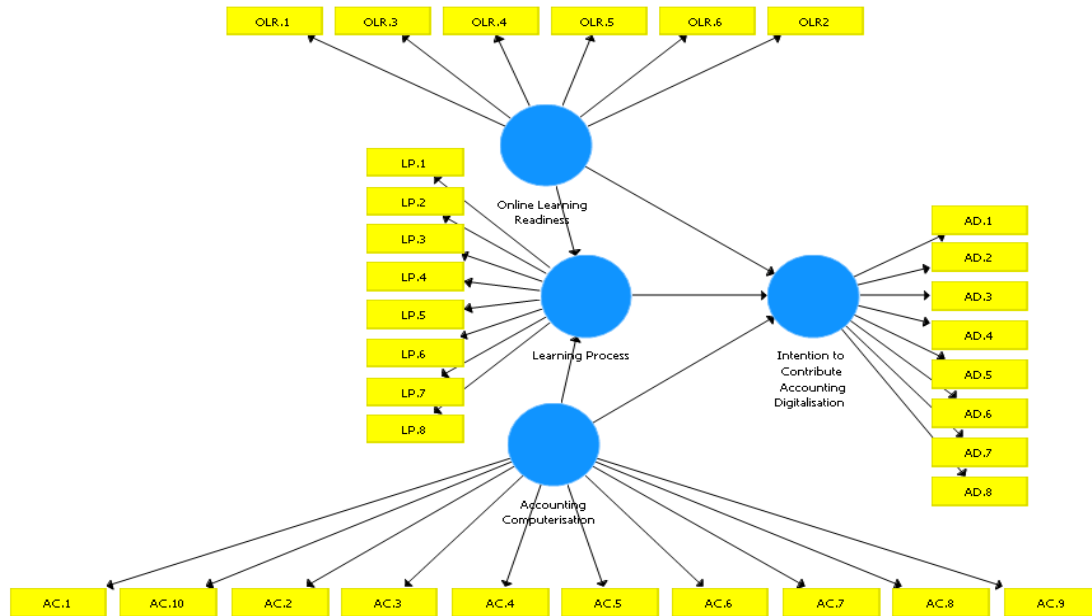 OLR.1
OLR.3
OLR.4
OLR.5
OLR.6
OLR2
Online Learning
Readiness
LP.1
LP.2
LP.3
LP.4
LP.5
LP.6
LP.7
LP.8
Learning Process
Intention to
Contribute
Accounting
Digitalisation
AD.1
AD.2
AD.3
AD.4
AD.5
AD.6
AD.7
AD.8
Accounting
Computerisation
AC.1
AC.10
AC.2
AC.3
AC.4
AC.5
AC.6
AC.7
AC.8
AC.9